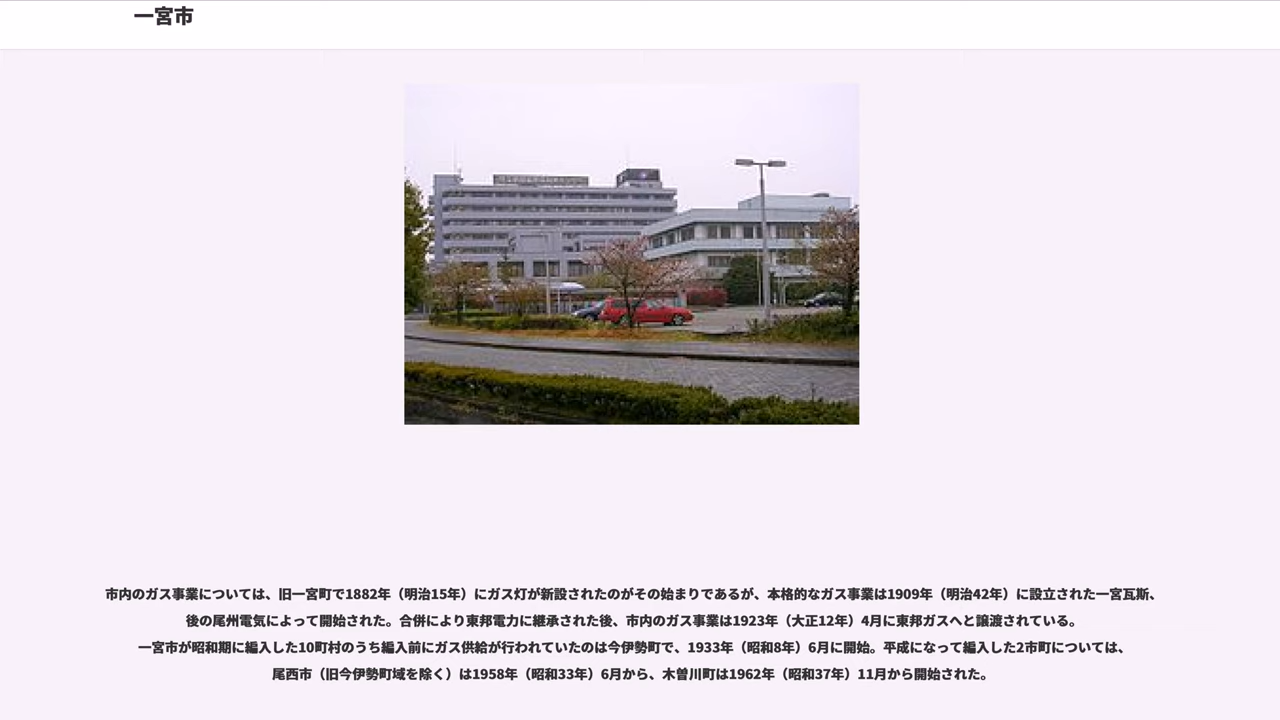 一宮市
市内のガス事業については、旧一宮町で1882年（明治15年）にガス灯が新設されたのがその始まりであるが、本格的なガス事業は1909年（明治42年）に設立された一宮瓦斯、
後の尾州電気によって開始された。合併により東邦電力に継承された後、市内のガス事業は1923年（大正12年）4月に東邦ガスへと譲渡されている。
一宮市が昭和期に編入した10町村のうち編入前にガス供給が行われていたのは今伊勢町で、1933年（昭和8年）6月に開始。平成になって編入した2市町については、
尾西市（旧今伊勢町域を除く）は1958年（昭和33年）6月から、木曽川町は1962年（昭和37年）11月から開始された。